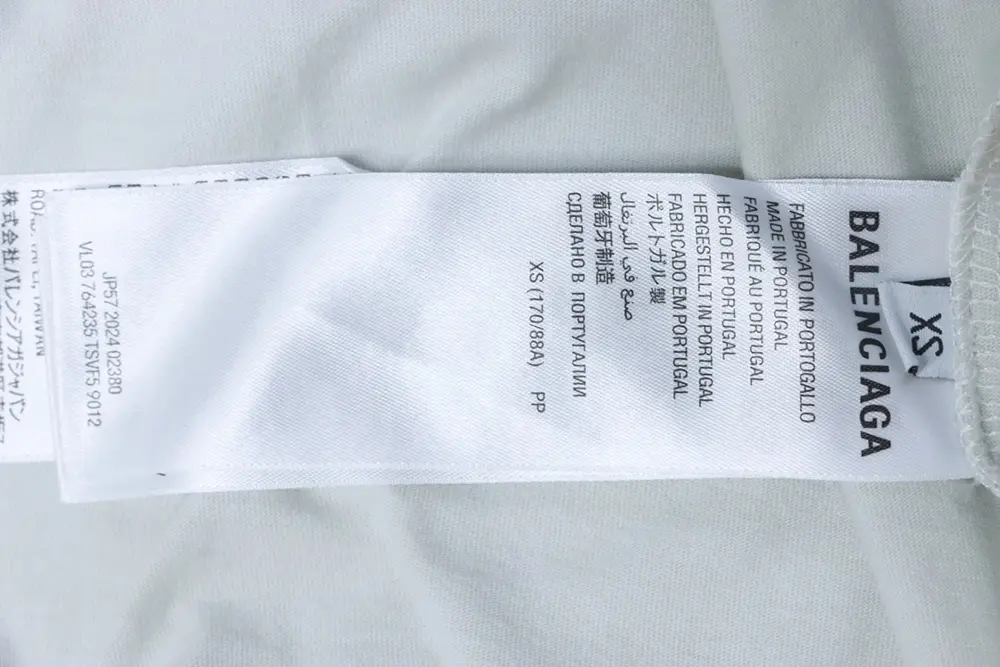 BALENCIAGA
XS
FABBRICATO IN PORTOGALLO
MADE IN PORTUGAL
FABRIQUÉ AU PORTUGAL
HECHO EN PORTUGAL
HERGESTELLT IN PORTUGAL
FABRICADO EM PORTUGAL
ポルトガル製
صنع في البرتغال
葡萄牙制造
СДЕЛАНО В ПОРТУГАЛИИ
XS (170/88A) PP
JP57 2024 02380
VL03 764235 TSVF5 9012
TAIPEI, TAIWAN
株式会社バレンシアガジャパン